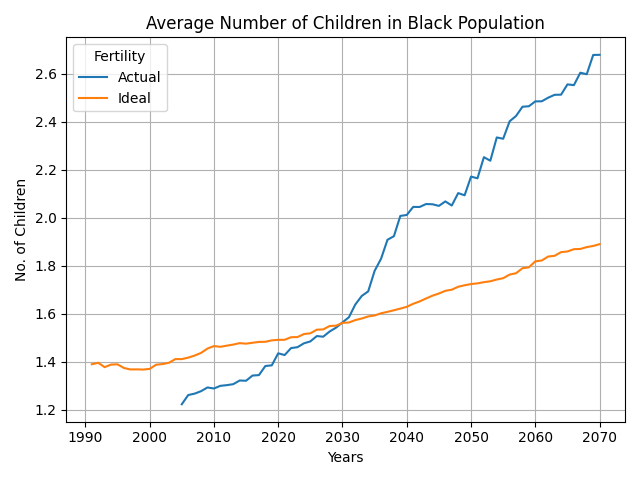 Average Number of Children in Black Population
Fertility
Actual
Ideal
No. of Children
2.6
2.4
2.2
2.0
1.8
1.6
1.4
1.2
1990 2000 2010 2020 2030 2040 2050 2060 2070
Years